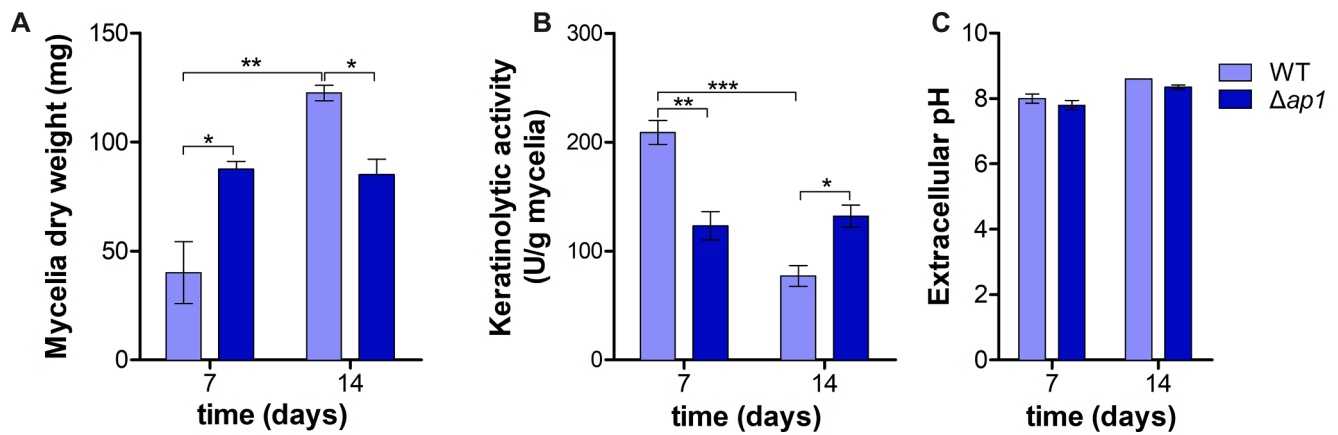 A
Mycelia dry weight (mg)
150
100
50
0
**
*
*
7
14
time (days)
B
Keratinolytic activity
(U/g mycelia)
300
200
100
0
***
**
*
7
14
time (days)
C
Extracellular pH
10
8
6
4
2
0
7
14
time (days)
WT
Δap1